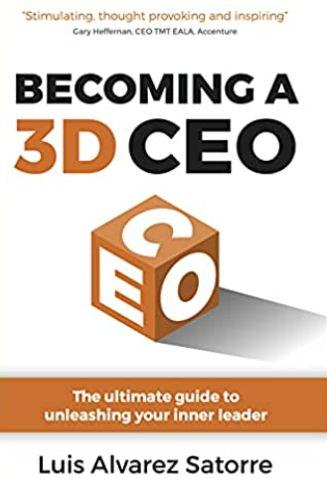 "Stimulating, thought provoking and inspiring"
Gary Heffernan, CEO TMT EALA, Accenture
BECOMING A
3D CEO
C
E O
The ultimate guide to
unleashing your inner leader
Luis Alvarez Satorre